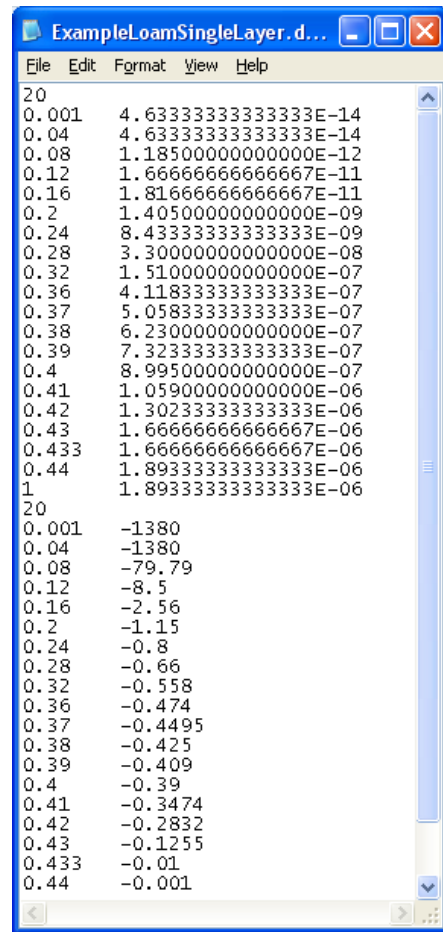 ExampleLoamSingleLayer.d...
File Edit Format View Help
20
0.001 4.63333333333333E-14
0.04 4.63333333333333E-14
0.08 1.18500000000000E-12
0.12 1.66666666666667E-11
0.16 1.81666666666667E-11
0.2 1.40500000000000E-09
0.24 8.43333333333333E-09
0.28 3.30000000000000E-08
0.32 1.51000000000000E-07
0.36 4.11833333333333E-07
0.37 5.05833333333333E-07
0.38 6.23000000000000E-07
0.39 7.32333333333333E-07
0.4 8.99500000000000E-07
0.41 1.05900000000000E-06
0.42 1.30233333333333E-06
0.43 1.66666666666667E-06
0.433 1.66666666666667E-06
0.44 1.89333333333333E-06
1 1.89333333333333E-06
20
0.001 -1380
0.04 -1380
0.08 -79.79
0.12 -8.5
0.16 -2.56
0.2 -1.15
0.24 -0.8
0.28 -0.66
0.32 -0.558
0.36 -0.474
0.37 -0.4495
0.38 -0.425
0.39 -0.409
0.4 -0.39
0.41 -0.3474
0.42 -0.2832
0.43 -0.1255
0.433 -0.01
0.44 -0.001